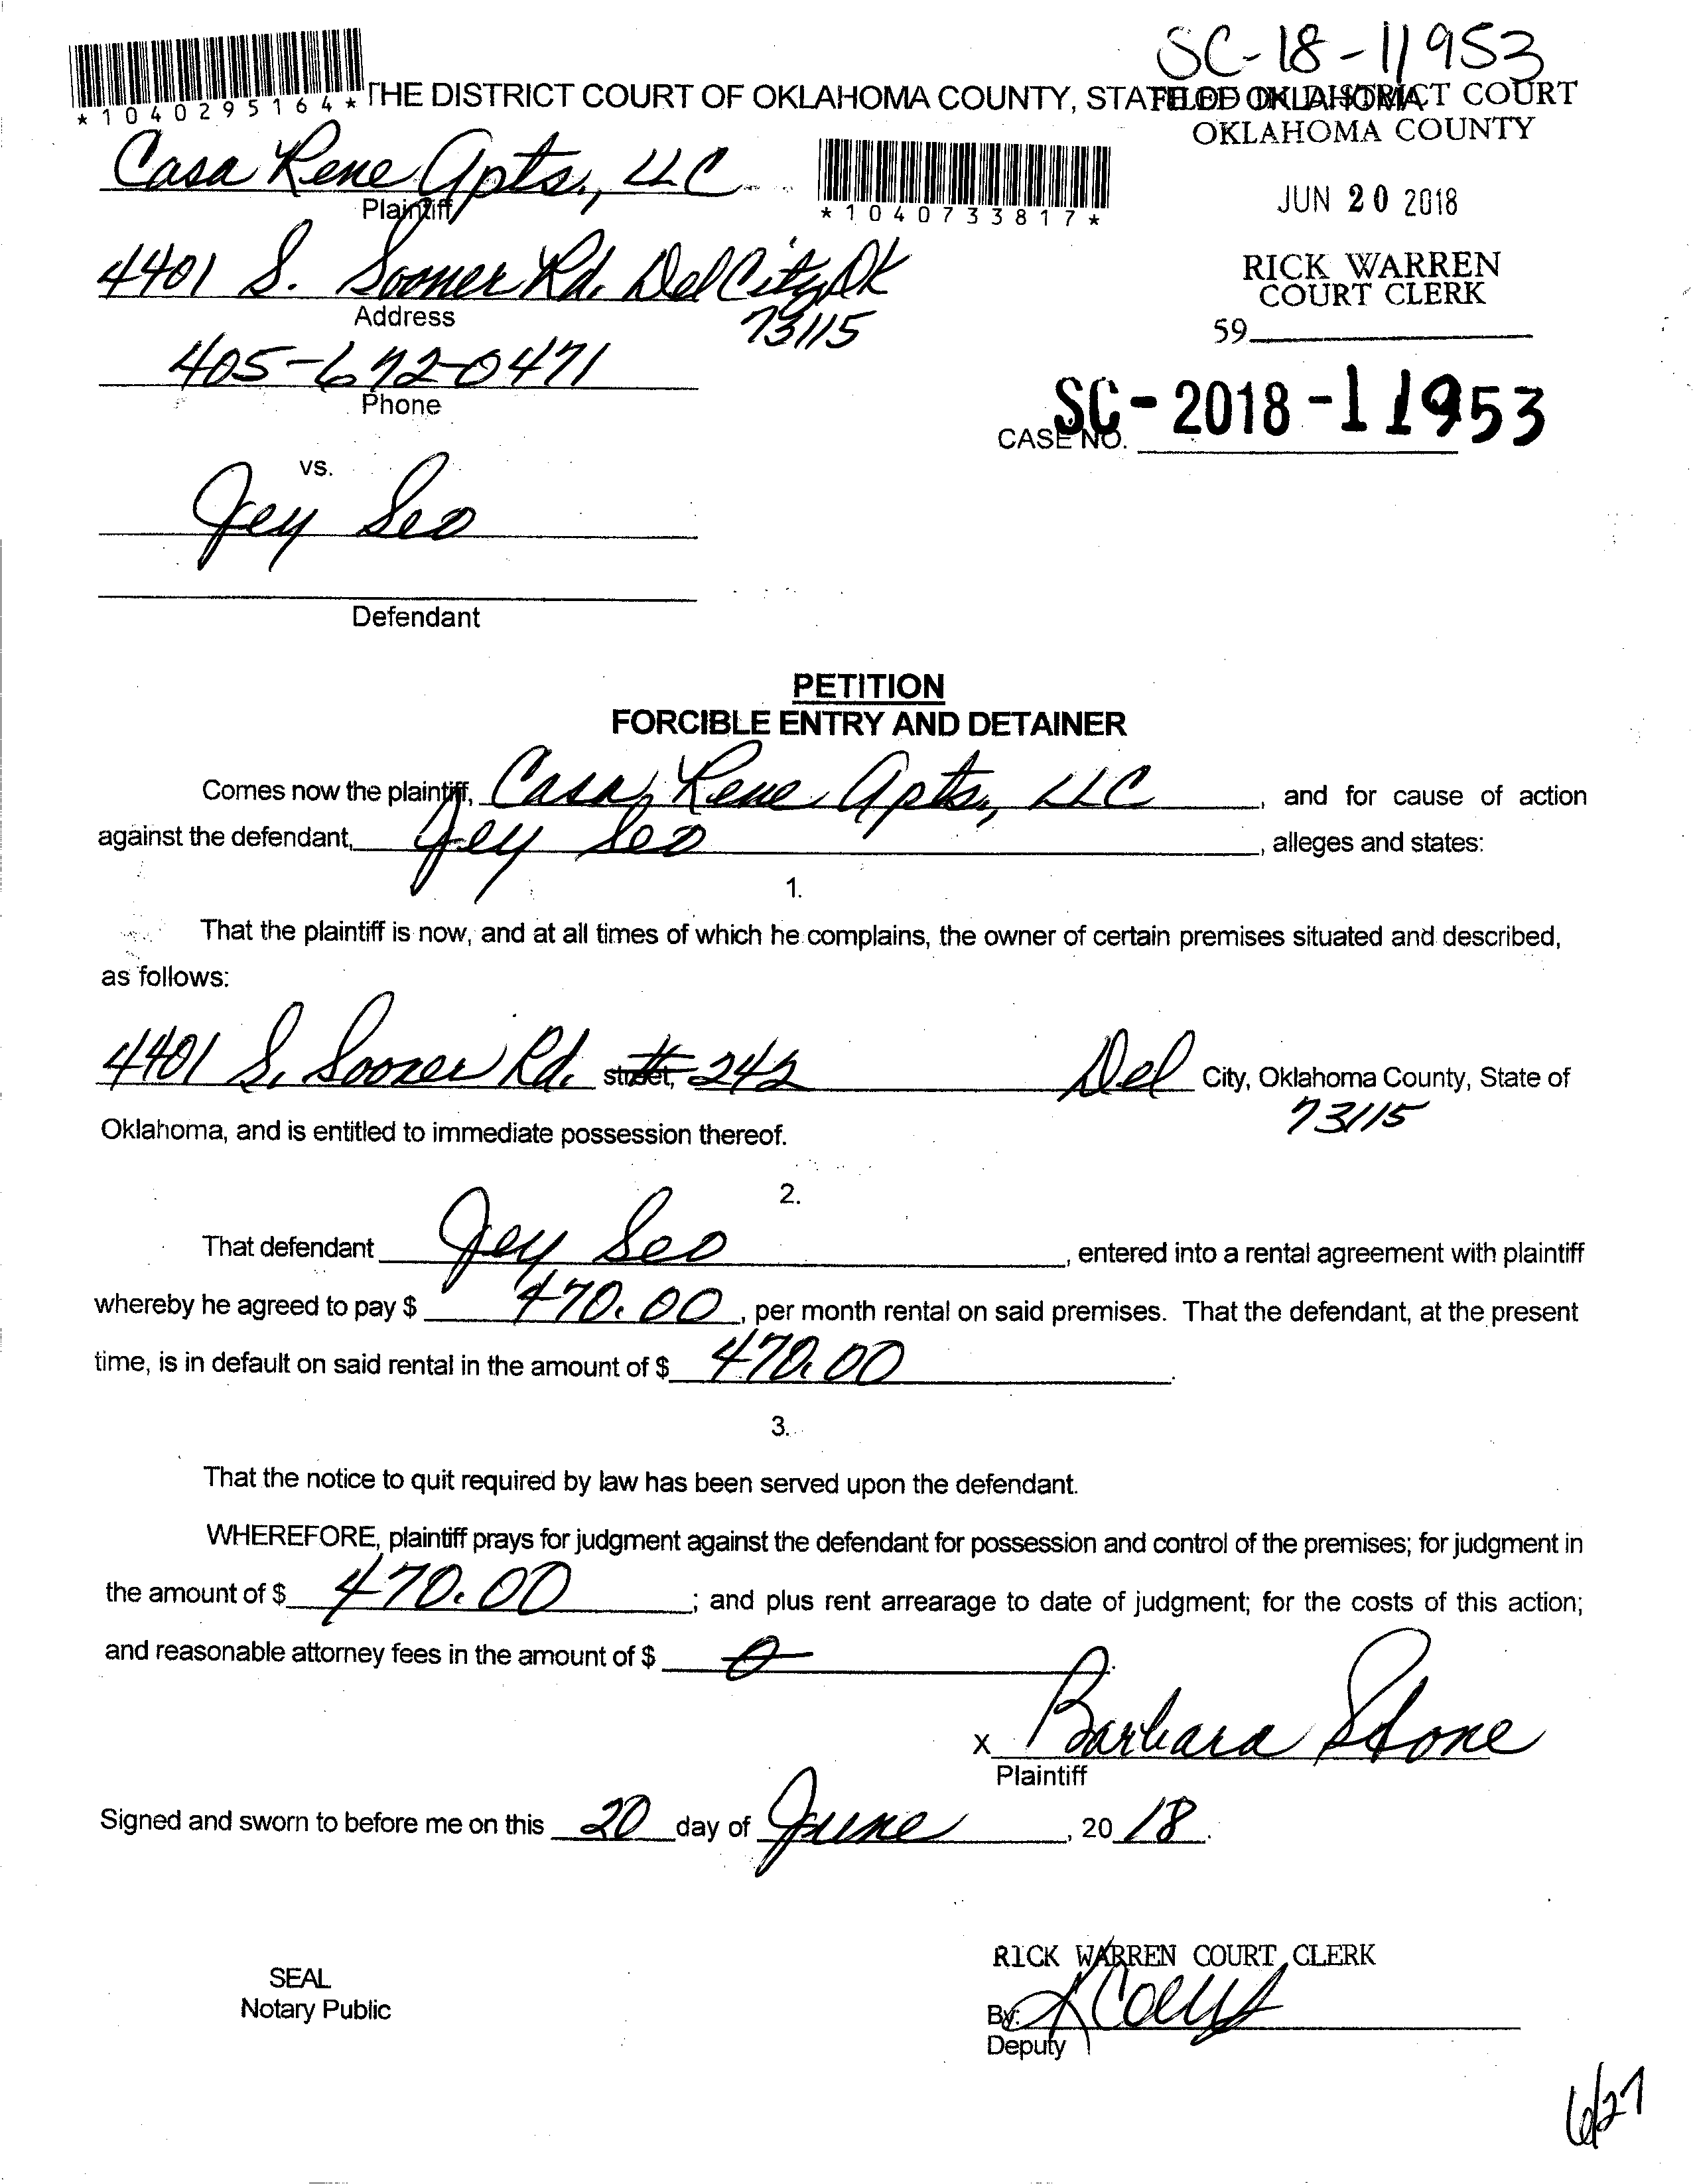 SC-18-11953
*1040295164* THE DISTRICT COURT OF OKLAHOMA COUNTY, STATE OF OKLAHOMA
FILED IN DISTRICT COURT
OKLAHOMA COUNTY
Casa Rene Apts, LLC
Plaintiff
*1040733817*
JUN 20 2018
4401 S. Sooner Rd. Del City, Ok
73115
Address
RICK WARREN
COURT CLERK
59
405-672-0471
Phone
CASE NO. SC-2018-11953
vs.
Jey Seo
Defendant
PETITION
FORCIBLE ENTRY AND DETAINER
Comes now the plaintiff, Casa Rene Apts, LLC, and for cause of action
against the defendant, Jey Seo, alleges and states:
1.
That the plaintiff is now, and at all times of which he complains, the owner of certain premises situated and described,
as follows:
4401 S. Sooner Rd. street, # 242 Del City, Oklahoma County, State of
73115
Oklahoma, and is entitled to immediate possession thereof.
2.
That defendant Jey Seo, entered into a rental agreement with plaintiff
whereby he agreed to pay $ 470.00, per month rental on said premises. That the defendant, at the present
time, is in default on said rental in the amount of $ 470.00.
3.
That the notice to quit required by law has been served upon the defendant.
WHEREFORE, plaintiff prays for judgment against the defendant for possession and control of the premises; for judgment in
the amount of $ 470.00; and plus rent arrearage to date of judgment; for the costs of this action;
and reasonable attorney fees in the amount of $ 0.
X Barbara Stone
Plaintiff
Signed and sworn to before me on this 20 day of June, 20 18.
RICK WARREN COURT CLERK
SEAL
Notary Public
By:
Deputy
6/27